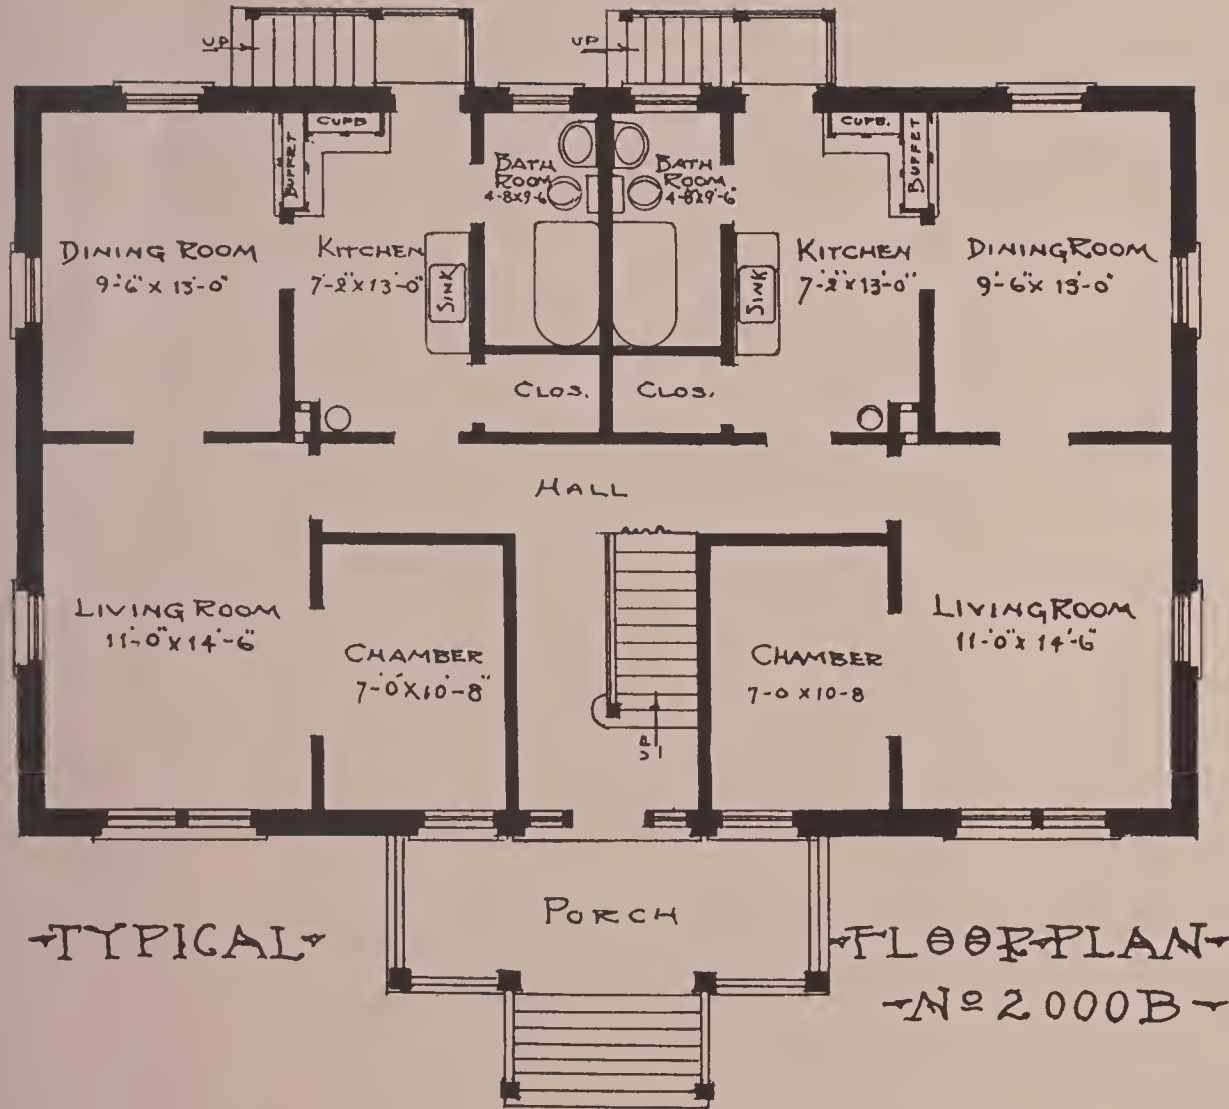 UP
UP
CUPB
CUPB.
BUFFET
BUFFET
BATH
ROOM
4-8x9-6
BATH
ROOM
4-8x9'-6"
DINING ROOM
9'-6" x 13'-0"
KITCHEN
7'-2" x 13'-0"
SINK
SINK
KITCHEN
7'-2" x 13'-0"
DINING ROOM
9'-6" x 13'-0"
CLOS.
CLOS.
HALL
LIVING ROOM
11'-0" x 14'-6"
CHAMBER
7'-0" x 10'-8"
CHAMBER
7-0 x 10-8
LIVING ROOM
11'-0" x 14'-6"
UP
PORCH
TYPICAL FLOOR PLAN
No 2000B